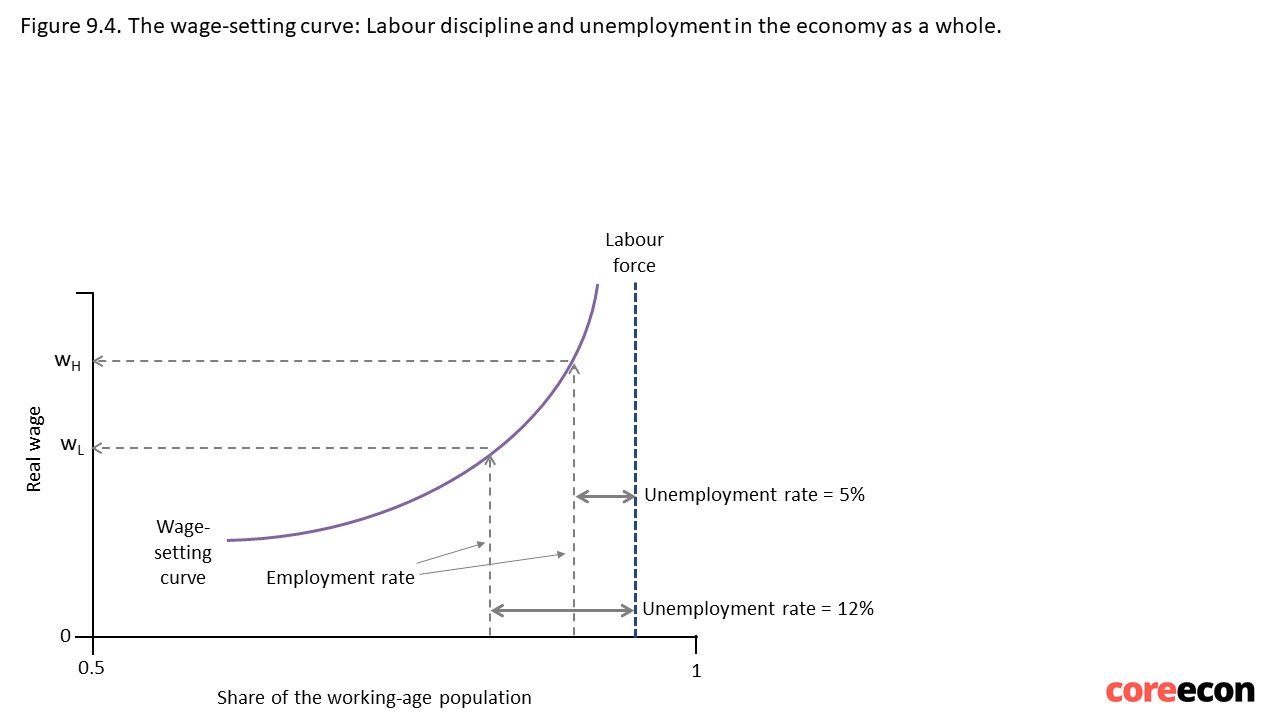 Figure 9.4. The wage-setting curve: Labour discipline and unemployment in the economy as a whole.
Labour
force
wH
wL
Real wage
Unemployment rate = 5%
Wage-
setting
curve
Employment rate
Unemployment rate = 12%
0
0.5
1
Share of the working-age population
coreecon